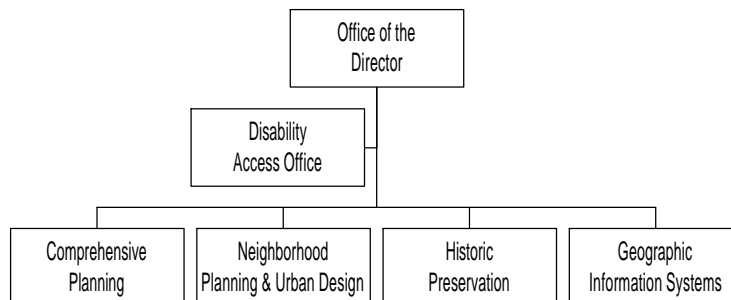 Office of the
Director
Disability
Access Office
Comprehensive
Planning
Neighborhood
Planning & Urban Design
Historic
Preservation
Geographic
Information Systems